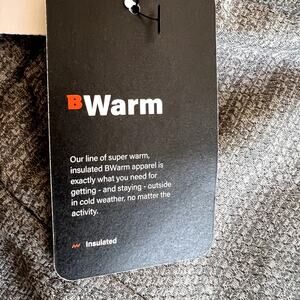 BWarm
Our line of super warm,
insulated BWarm apparel is
exactly what you need for
getting - and staying - outside
in cold weather, no matter the
activity.
Insulated